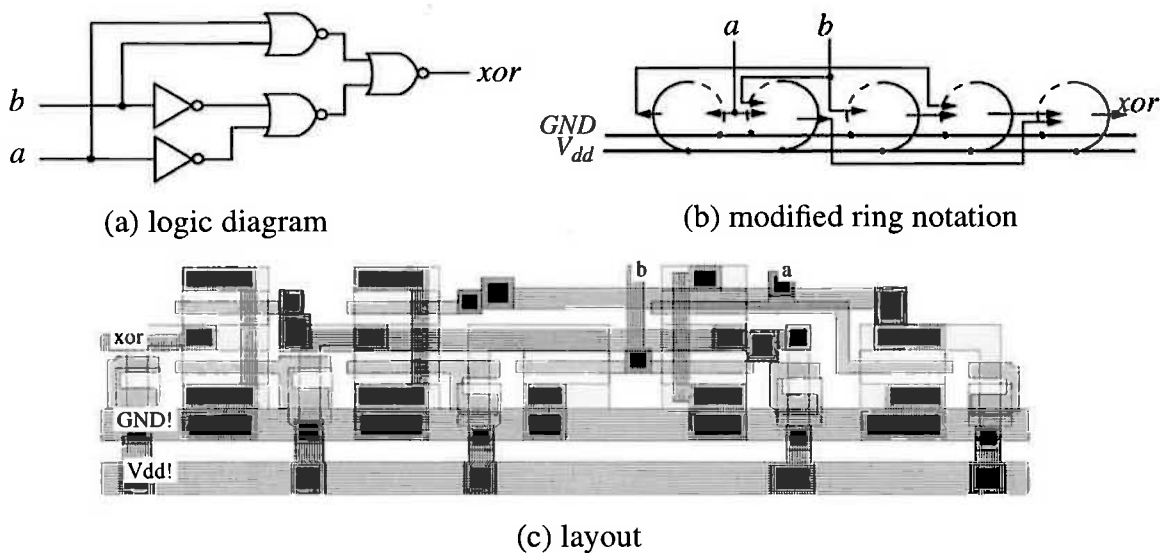 a b
xor
b
a
xor
GND
Vdd
(a) logic diagram
(b) modified ring notation
b a
xor
GND!
Vdd!
(c) layout